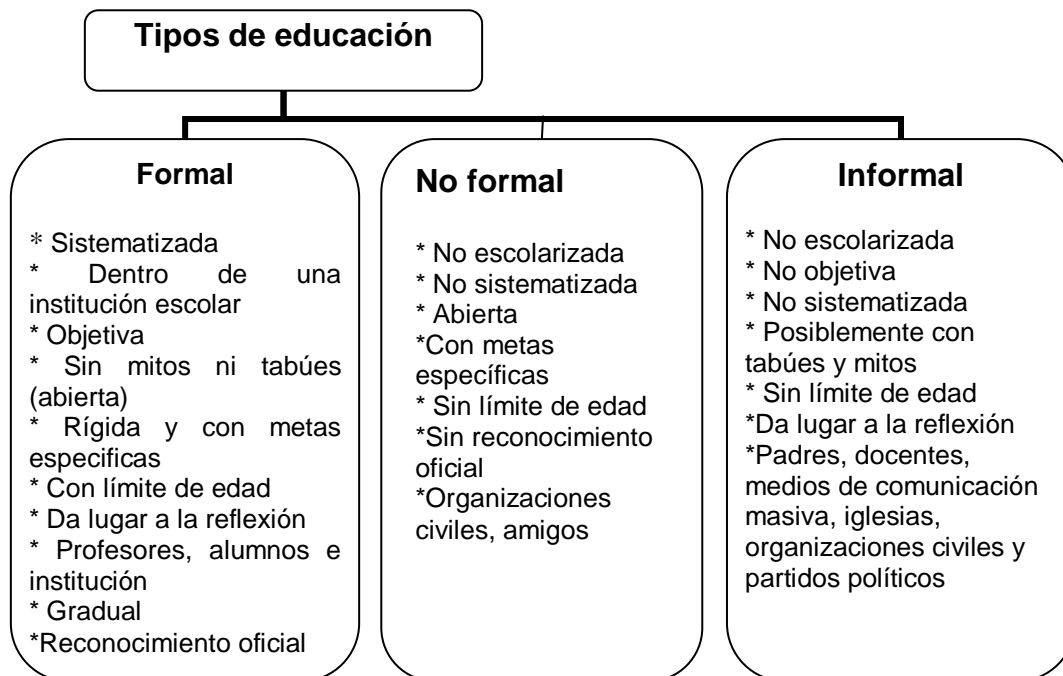 Tipos de educación
Formal
* Sistematizada
* Dentro de una
institución escolar
* Objetiva
* Sin mitos ni tabúes
(abierta)
* Rígida y con metas
especificas
* Con límite de edad
* Da lugar a la reflexión
* Profesores, alumnos e
institución
* Gradual
*Reconocimiento oficial
No formal
* No escolarizada
* No sistematizada
* Abierta
*Con metas
específicas
* Sin límite de edad
*Sin reconocimiento
oficial
*Organizaciones
civiles, amigos
Informal
* No escolarizada
* No objetiva
* No sistematizada
* Posiblemente con
tabúes y mitos
* Sin límite de edad
*Da lugar a la reflexión
*Padres, docentes,
medios de comunicación
masiva, iglesias,
organizaciones civiles y
partidos políticos